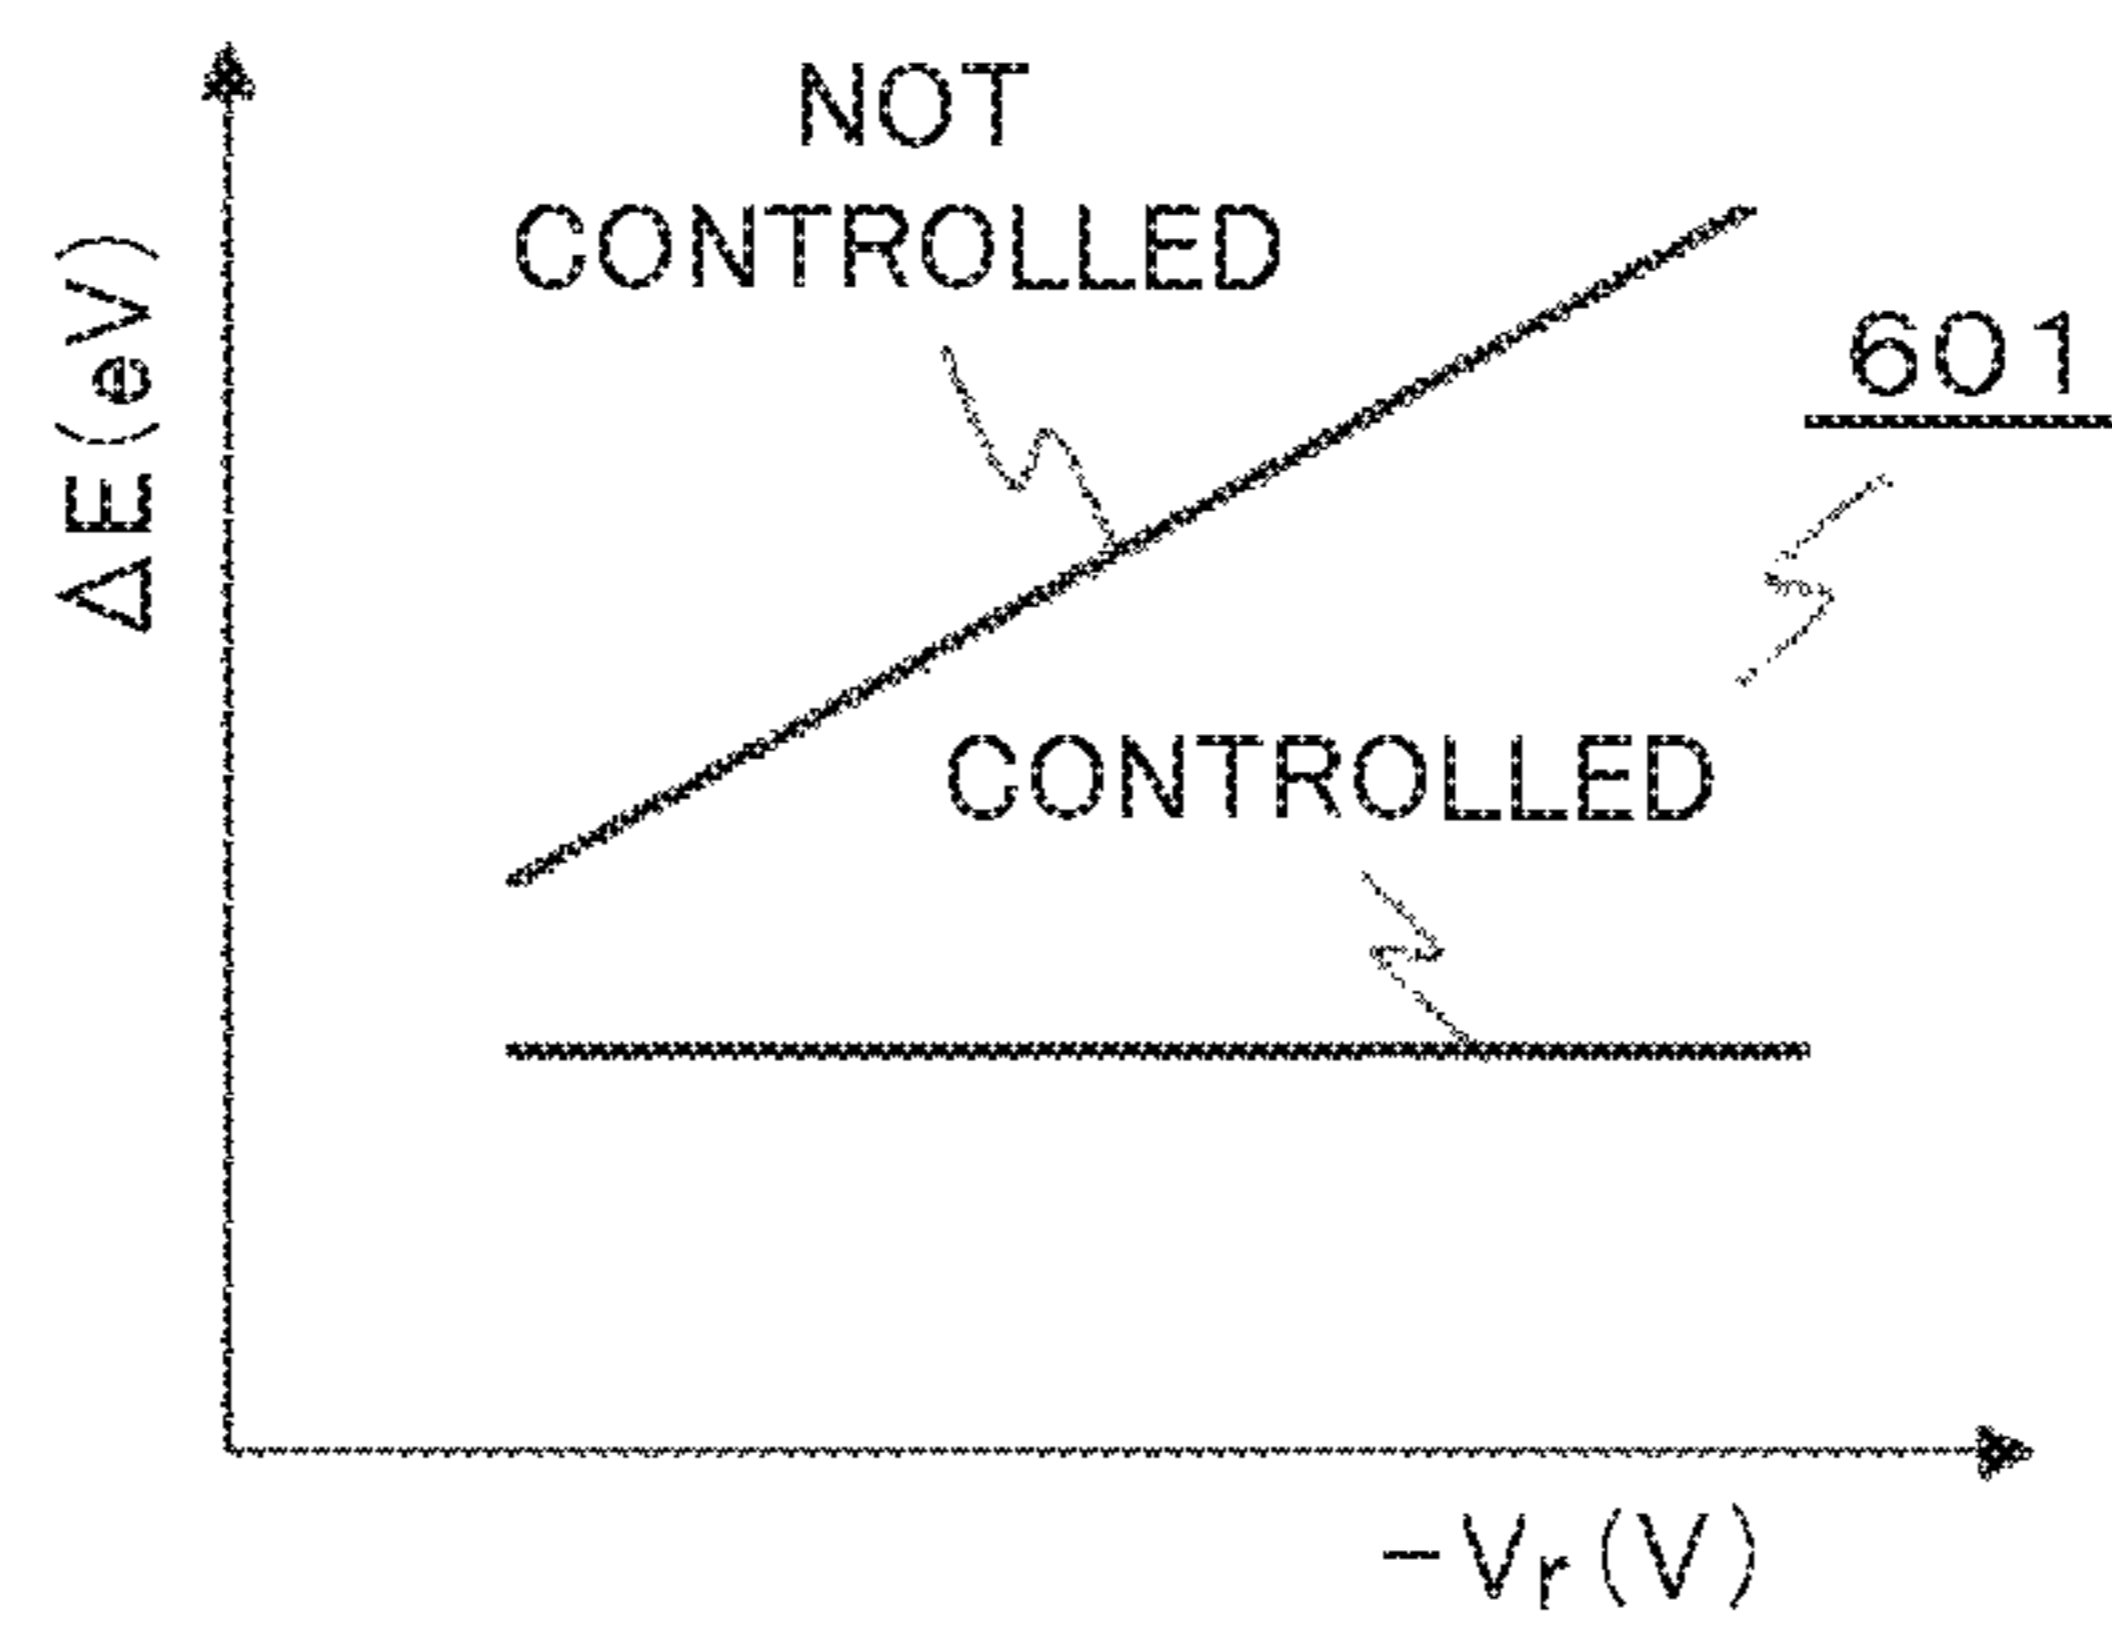 NOT
CONTROLLED
601
ΔE(eV)
CONTROLLED
-Vr(V)